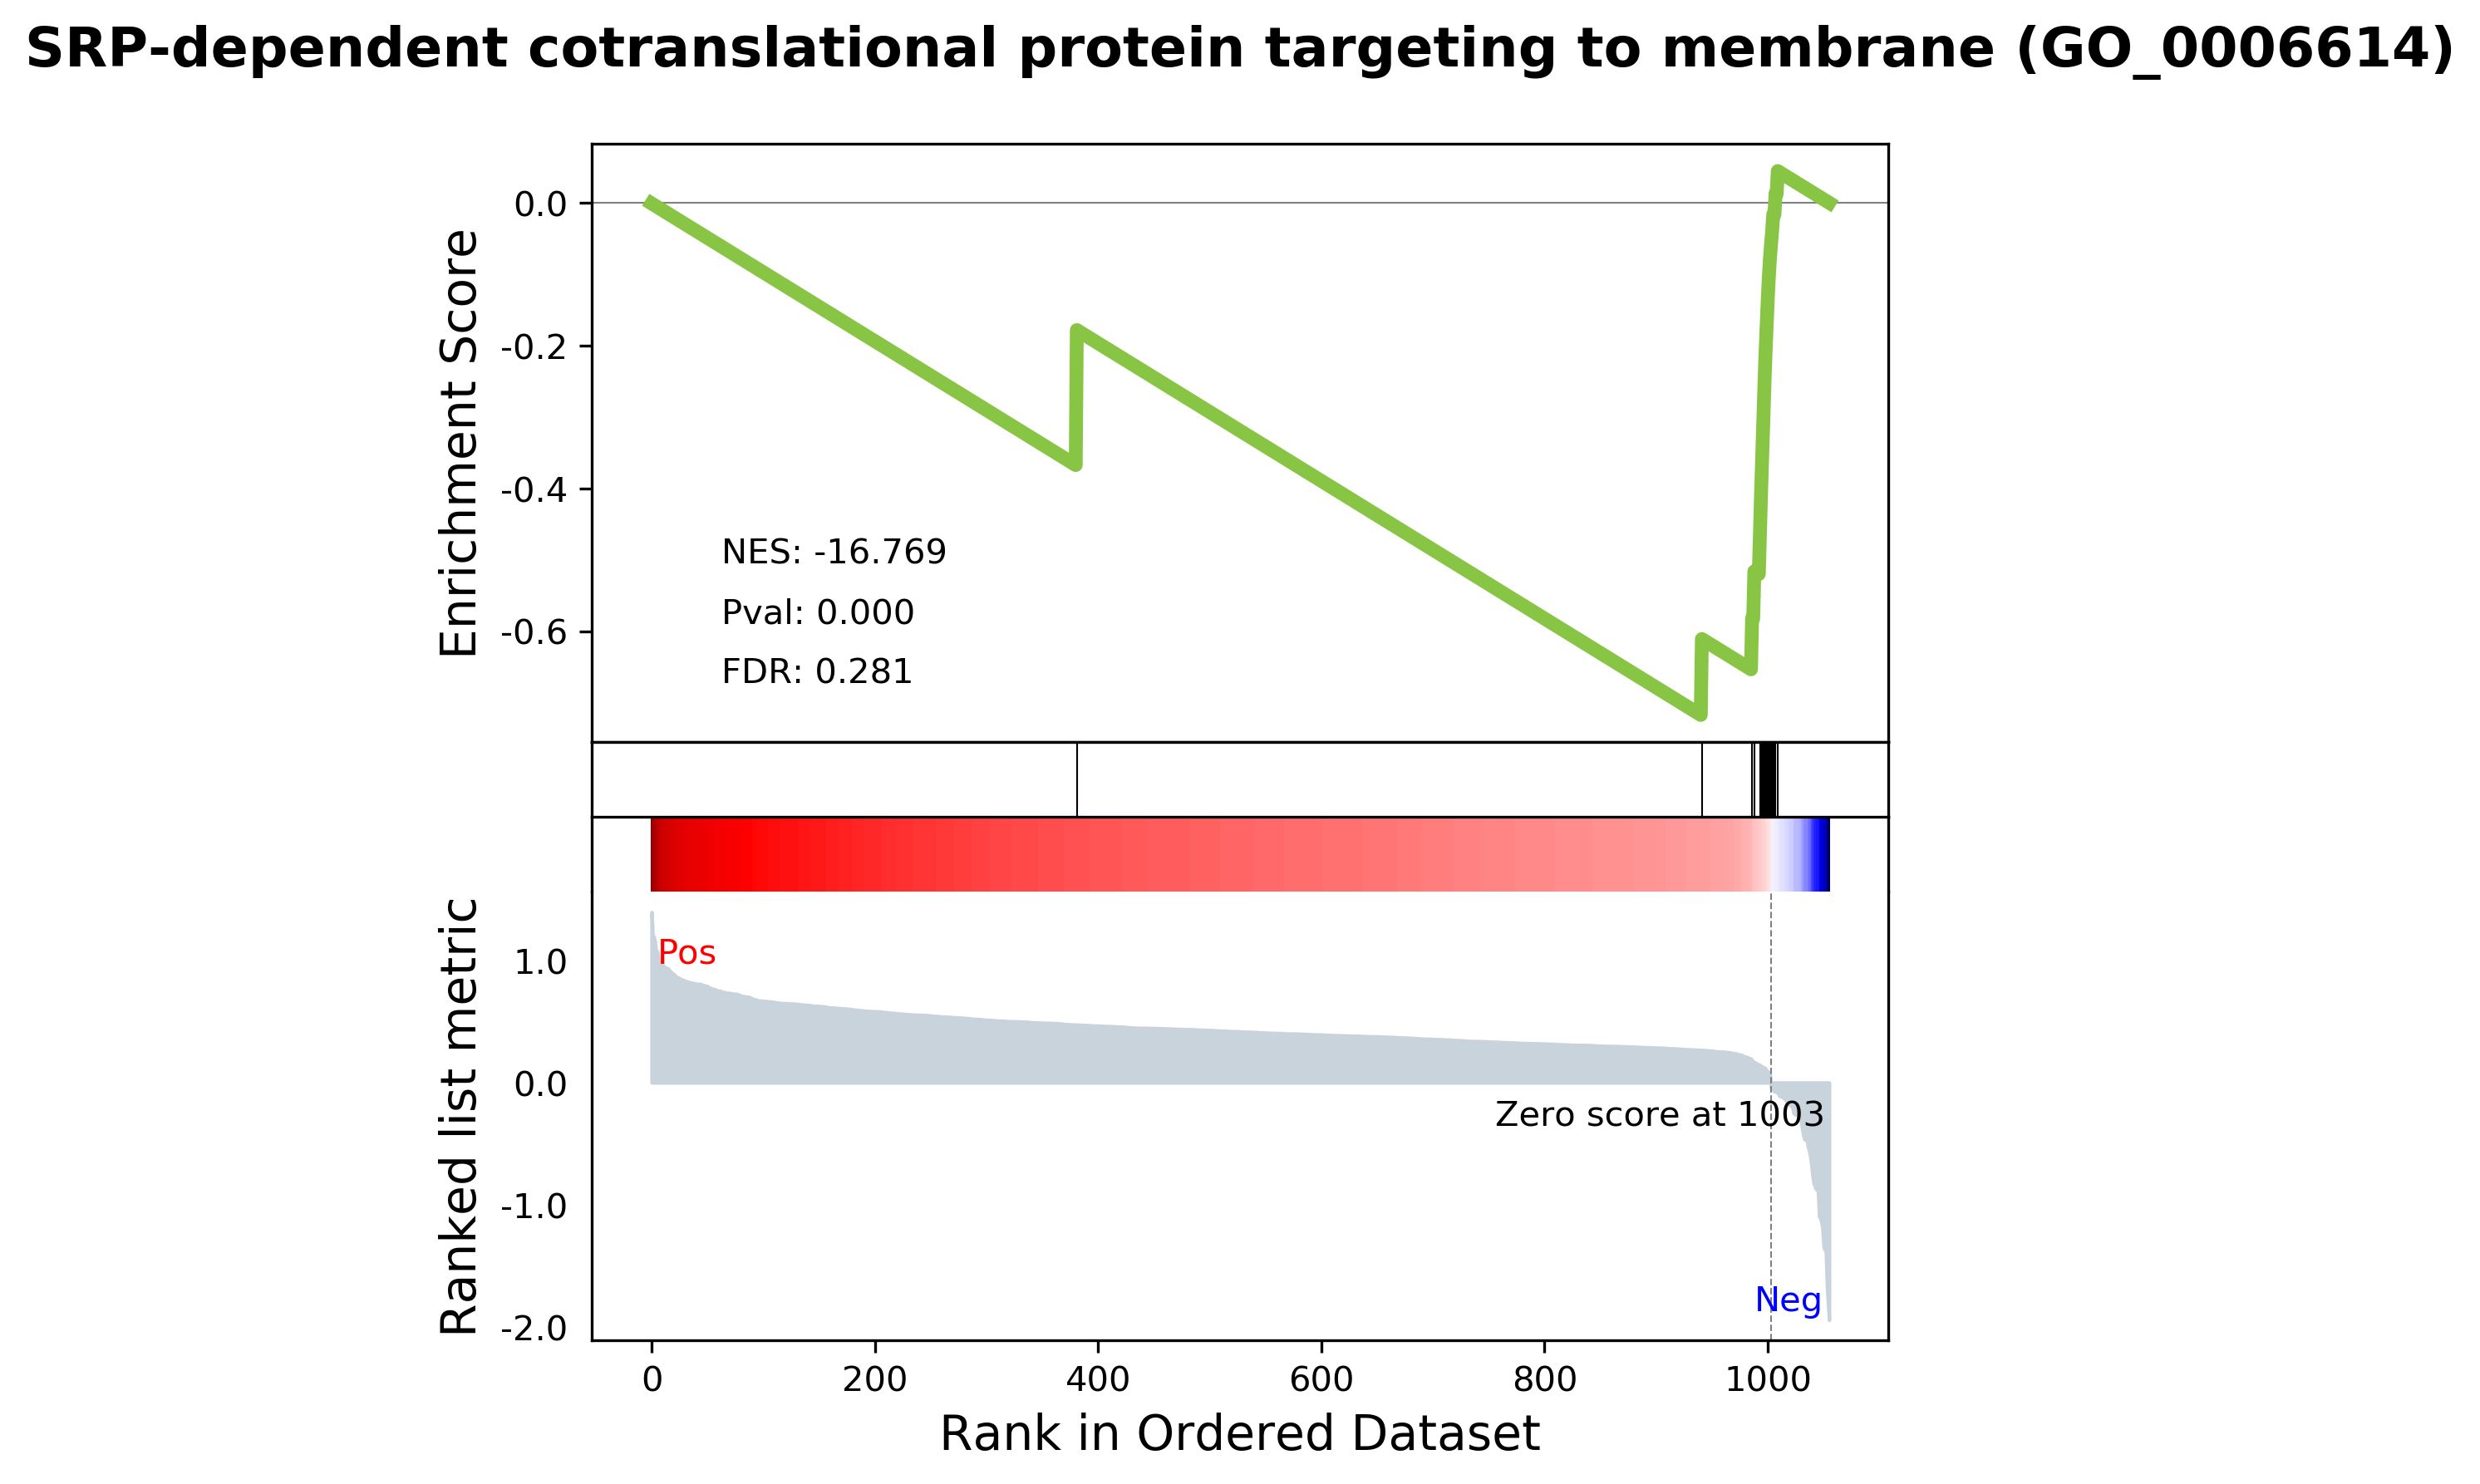 SRP-dependent cotranslational protein targeting to membrane (GO_0006614)
Enrichment Score
0.0
-0.2
-0.4
-0.6
NES: -16.769
Pval: 0.000
FDR: 0.281
Ranked list metric
1.0
0.0
-1.0
-2.0
Pos
Zero score at 1003
Neg
0 200 400 600 800 1000
Rank in Ordered Dataset